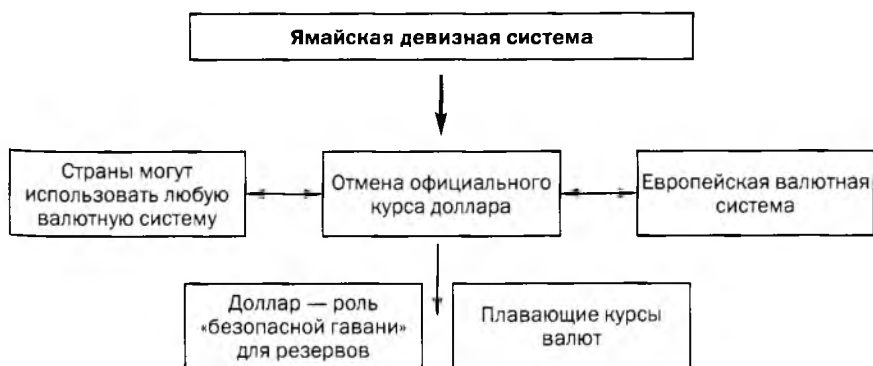 Ямайская девизная система
Страны могут
использовать любую
валютную систему
Отмена официального
курса доллара
Европейская валютная
система
Доллар — роль
«безопасной гавани»
для резервов
Плавающие курсы
валют